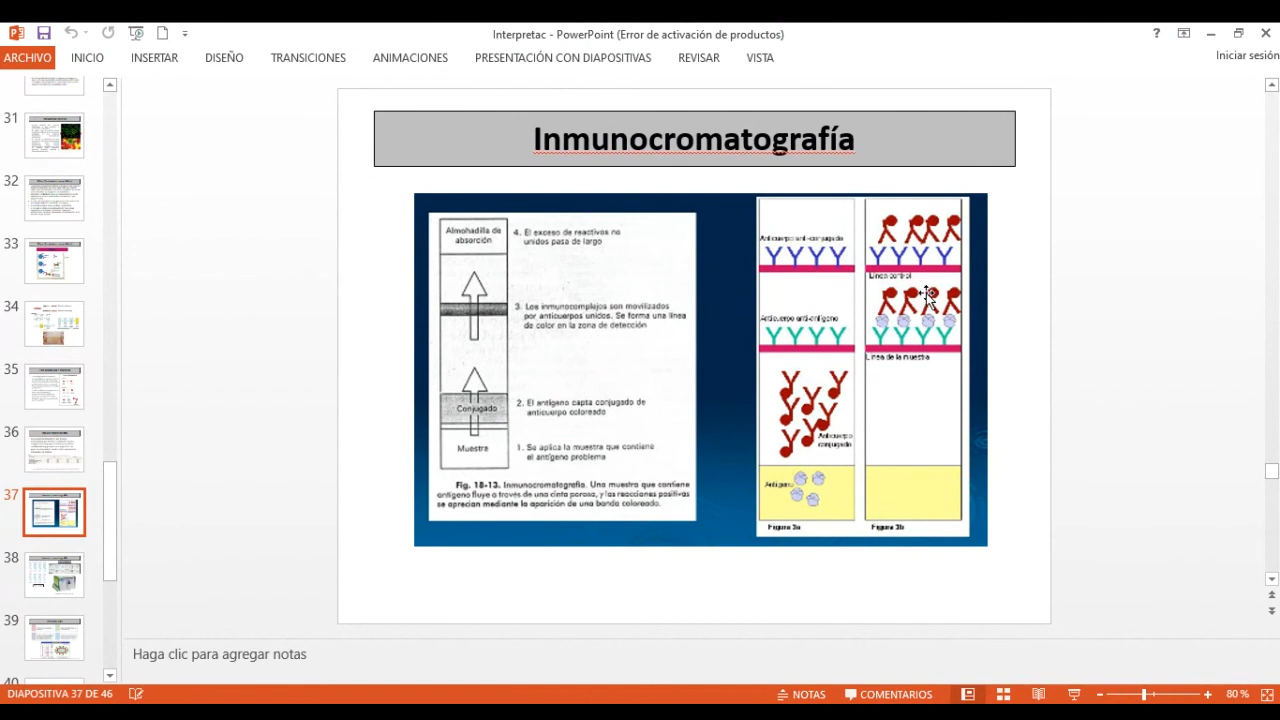 Interpretac - PowerPoint (Error de activación de productos)
ARCHIVO INICIO INSERTAR DISEÑO TRANSICIONES ANIMACIONES PRESENTACIÓN CON DIAPOSITIVAS REVISAR VISTA
Iniciar sesión
31
32
33
34
35
36
37
38
39
40
Inmunocromatografía
Almohadilla de
absorción
4. El exceso de reactivos no
unidos pasa de largo
3. Los inmunocomplejos son movilizados
por anticuerpos unidos. Se forma una línea
de color en la zona de detección
Conjugado
2. El antígeno capta conjugado de
anticuerpo coloreado
Muestra
1. Se aplica la muestra que contiene
el antígeno problema
Fig. 18-13. Inmunocromatografía. Una muestra que contiene
antígeno fluye a través de una cinta porosa, y las reacciones positivas
se aprecian mediante la aparición de una banda coloreada.
Anticuerpo anti-conjugado
Anticuerpo anti-antígeno
Anticuerpo
conjugado
Antígeno
Figura 3a
Línea control
Línea de la muestra
Figura 3b
Haga clic para agregar notas
DIAPOSITIVA 37 DE 46
NOTAS
COMENTARIOS
80 %